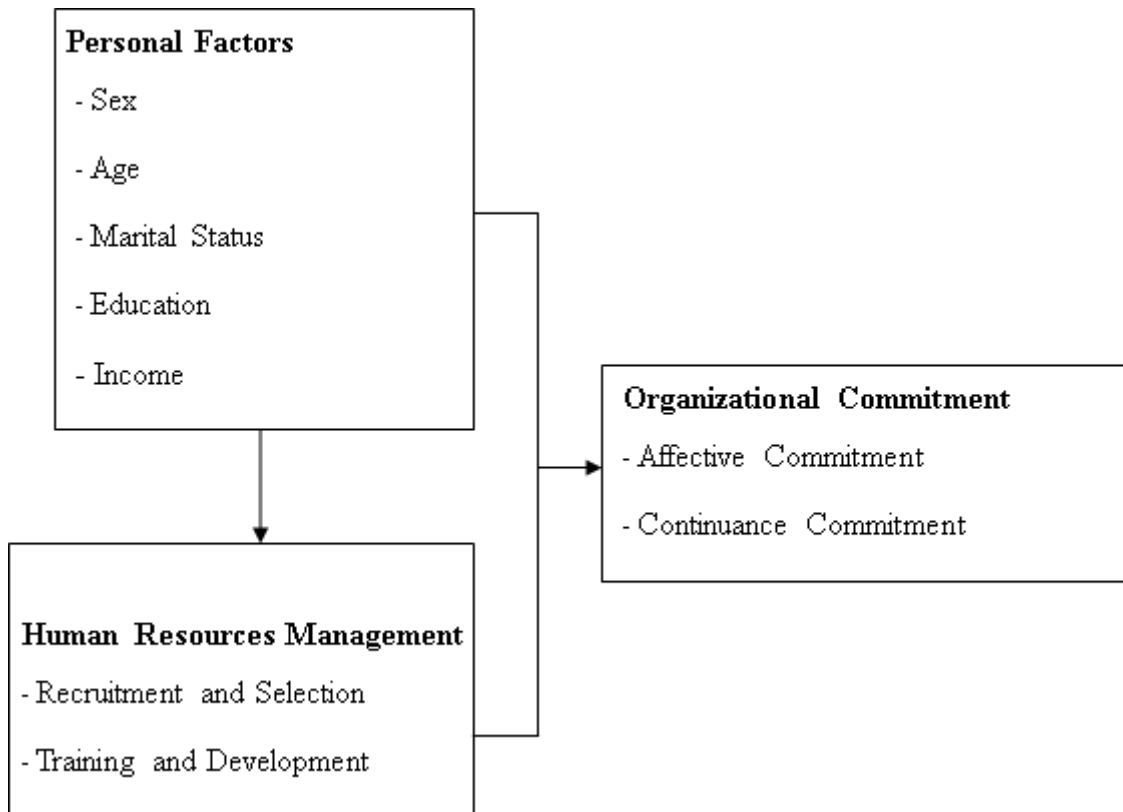 Personal Factors
- Sex
- Age
- Marital Status
- Education
- Income
Organizational Commitment
- Affective Commitment
- Continuance Commitment
Human Resources Management
- Recruitment and Selection
- Training and Development